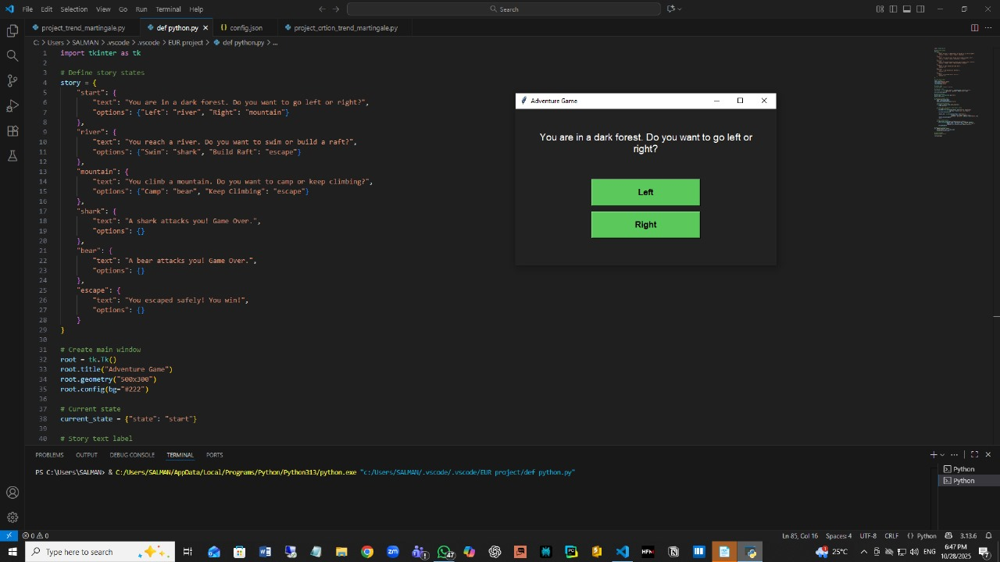 File Edit Selection View Go Run Terminal Help
Search
project_trend_martingale.py
def python.py
config.json
project_crtion_trend_martingale.py
C: > Users > SALMAN > .vscode > .vscode > EUR project > def python.py > ...
1 import tkinter as tk
2
3 # Define story states
4 story = {
5 "start": {
6 "text": "You are in a dark forest. Do you want to go left or right?",
7 "options": {"Left": "river", "Right": "mountain"}
8 },
9 "river": {
10 "text": "You reach a river. Do you want to swim or build a raft?",
11 "options": {"Swim": "shark", "Build Raft": "escape"}
12 },
13 "mountain": {
14 "text": "You climb a mountain. Do you want to camp or keep climbing?",
15 "options": {"Camp": "bear", "Keep Climbing": "escape"}
16 },
17 "shark": {
18 "text": "A shark attacks you! Game Over.",
19 "options": {}
20 },
21 "bear": {
22 "text": "A bear attacks you! Game Over.",
23 "options": {}
24 },
25 "escape": {
26 "text": "You escaped safely! You win!",
27 "options": {}
28 }
29 }
30
31 # Create main window
32 root = tk.Tk()
33 root.title("Adventure Game")
34 root.geometry("500x300")
35 root.config(bg="#222")
36
37 # Current state
38 current_state = {"state": "start"}
39
40 # Story text label
Adventure Game
You are in a dark forest. Do you want to go left or
right?
Left
Right
PROBLEMS OUTPUT DEBUG CONSOLE TERMINAL PORTS
PS C:\Users\SALMAN> & C:/Users/SALMAN/AppData/Local/Programs/Python/Python313/python.exe "c:/Users/SALMAN/.vscode/.vscode/EUR project/def python.py"
Python
Python
0 0
Ln 85, Col 16 Spaces: 4 UTF-8 CRLF {} Python 3.13.6
Type here to search
47
HFM
23°C
ENG
6:47 PM
10/28/2025